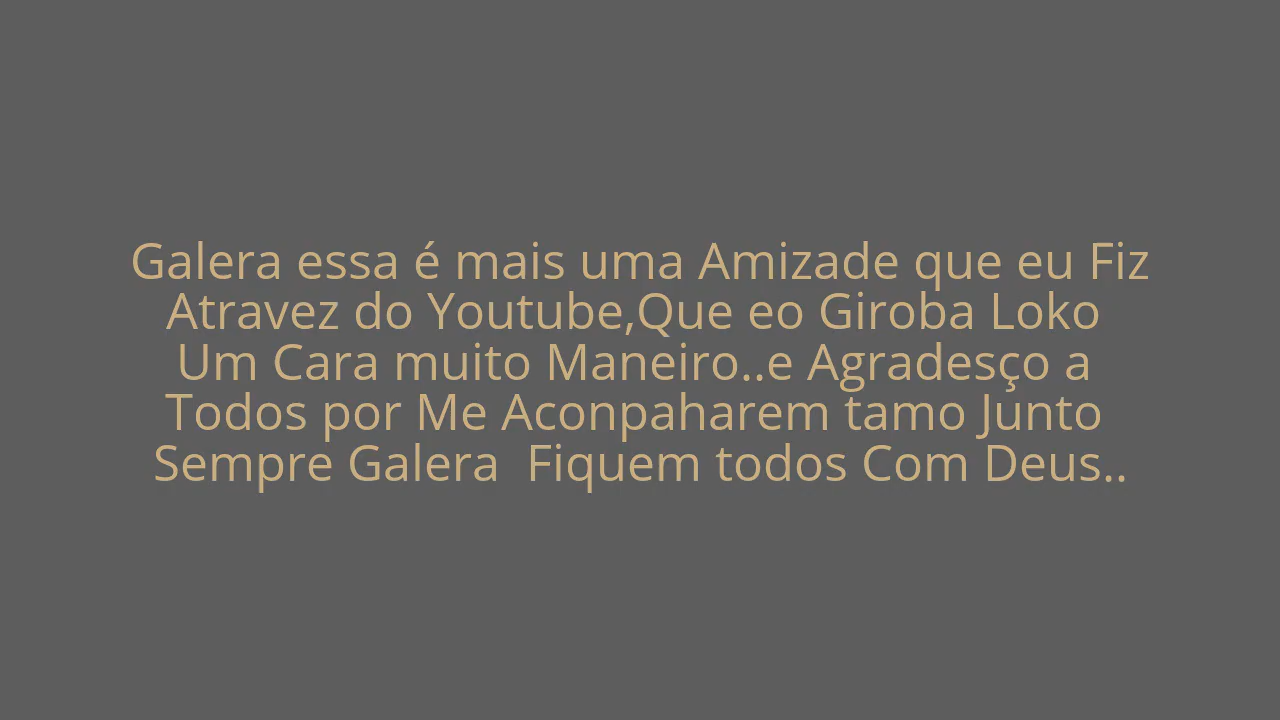 Galera essa é mais uma Amizade que eu Fiz
Atravez do Youtube,Que eo Giroba Loko
Um Cara muito Maneiro..e Agradesço a
Todos por Me Aconpaharem tamo Junto
Sempre Galera  Fiquem todos Com Deus..